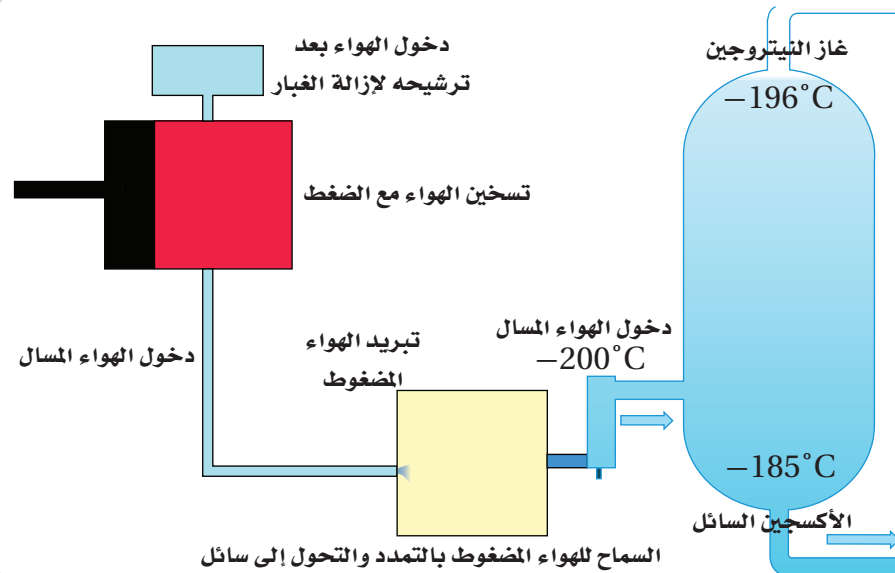 دخول الهواء بعد
ترشيحه لإزالة الغبار
غاز النيتروجين
−196°C
تسخين الهواء مع الضغط
دخول الهواء المسال
تبريد الهواء
المضغوط
دخول الهواء المسال
−200°C
−185°C
الأكسجين السائل
السماح للهواء المضغوط بالتمدد والتحول إلى سائل